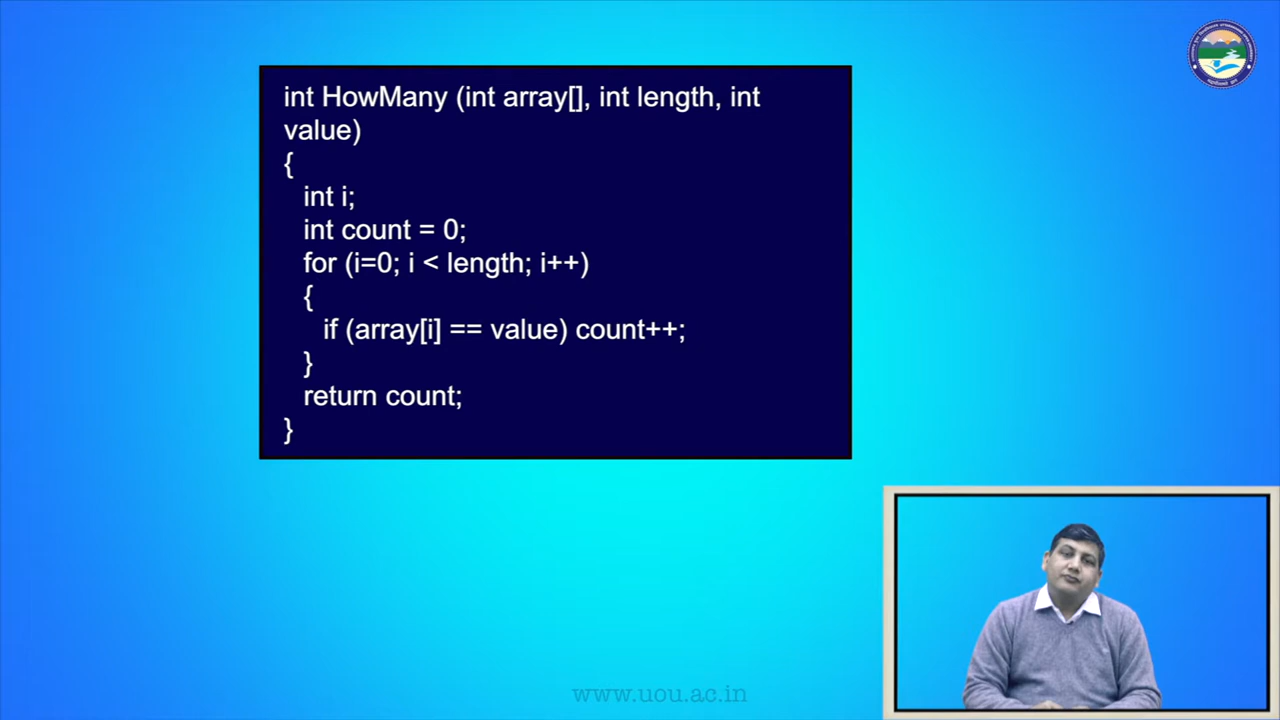 int HowMany (int array[], int length, int
value)
{
int i;
int count = 0;
for (i=0; i < length; i++)
{
if (array[i] == value) count++;
}
return count;
}
www.uou.ac.in